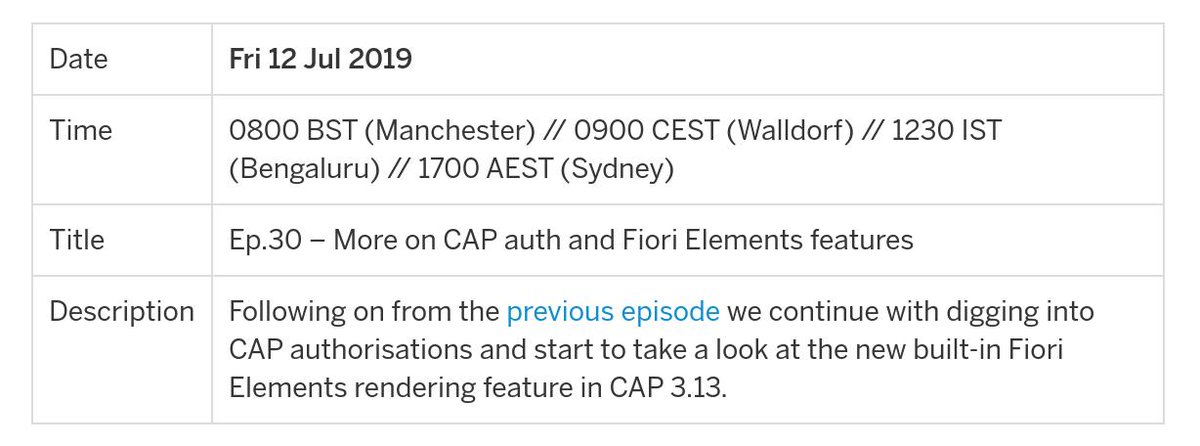 Date
Fri 12 Jul 2019
Time
0800 BST (Manchester) // 0900 CEST (Walldorf) // 1230 IST
(Bengaluru) // 1700 AEST (Sydney)
Title
Ep.30 – More on CAP auth and Fiori Elements features
Description
Following on from the previous episode we continue with digging into
CAP authorisations and start to take a look at the new built-in Fiori
Elements rendering feature in CAP 3.13.